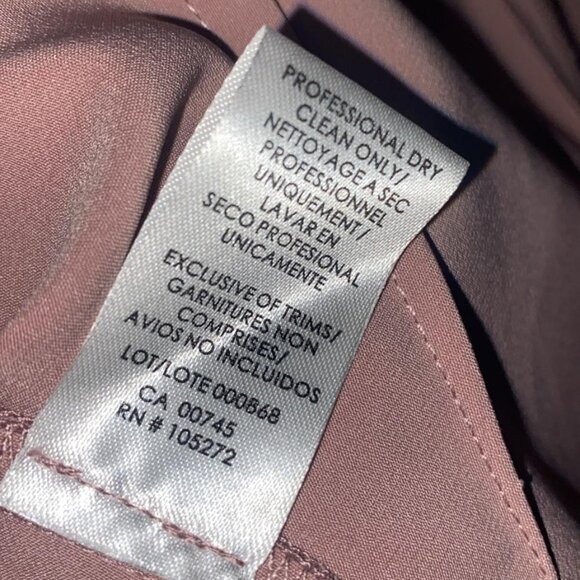 PROFESSIONAL DRY
CLEAN ONLY/
NETTOYAGE A SEC
PROFESSIONNEL
UNIQUEMENT/
LAVAR EN
SECO PROFESIONAL
UNICAMENTE
EXCLUSIVE OF TRIMS/
GARNITURES NON
COMPRISES/
AVIOS NO INCLUIDOS
LOT/LOTE 000868
CA 00745
RN # 105272